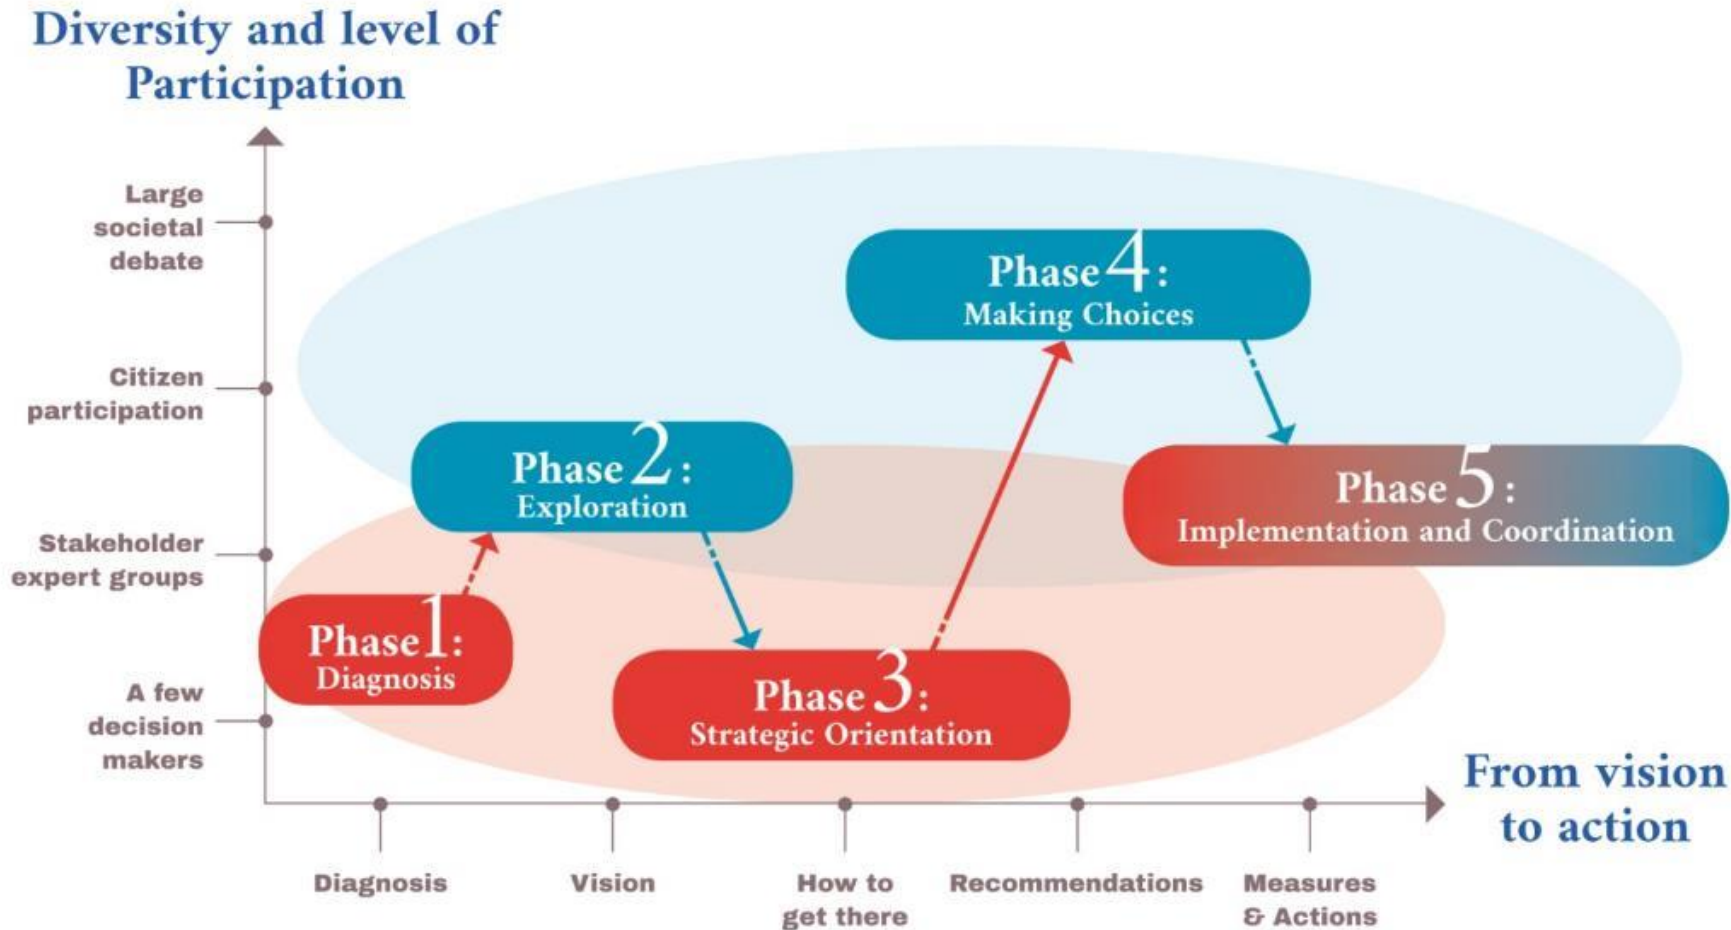 Diversity and level of
Participation
Large
societal
debate
Citizen
participation
Stakeholder
expert groups
A few
decision
makers
Phase 1:
Diagnosis
Phase 2:
Exploration
Phase 3:
Strategic Orientation
Phase 4:
Making Choices
Phase 5:
Implementation and Coordination
From vision
to action
Diagnosis
Vision
How to
get there
Recommendations
Measures
& Actions